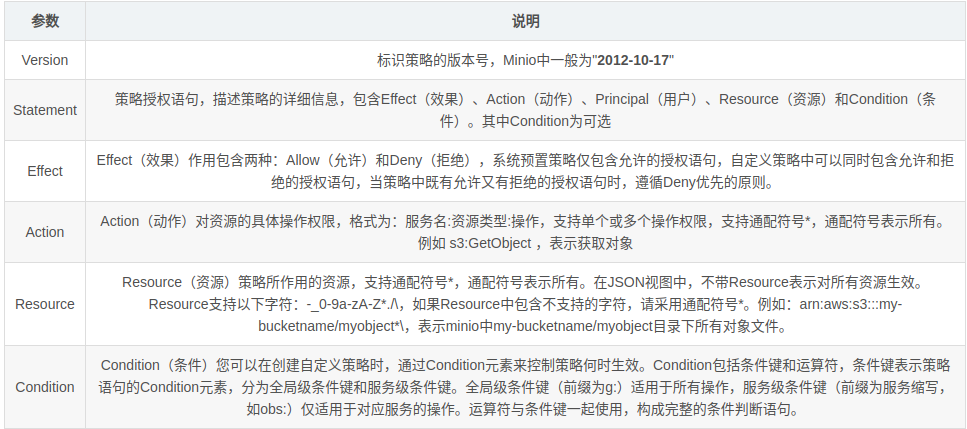 参数
说明
Version
标识策略的版本号，Minio中一般为"2012-10-17"
Statement
策略授权语句，描述策略的详细信息，包含Effect（效果）、Action（动作）、Principal（用户）、Resource（资源）和Condition（条
件）。其中Condition为可选
Effect
Effect（效果）作用包含两种：Allow（允许）和Deny（拒绝），系统预置策略仅包含允许的授权语句，自定义策略中可以同时包含允许和拒
绝的授权语句，当策略中既有允许又有拒绝的授权语句时，遵循Deny优先的原则。
Action
Action（动作）对资源的具体操作权限，格式为：服务名:资源类型:操作，支持单个或多个操作权限，支持通配符号*，通配符号表示所有。
例如 s3:GetObject ，表示获取对象
Resource
Resource（资源）策略所作用的资源，支持通配符号*，通配符号表示所有。在JSON视图中，不带Resource表示对所有资源生效。
Resource支持以下字符：-_0-9a-zA-Z*./\，如果Resource中包含不支持的字符，请采用通配符号*。例如：arn:aws:s3:::my-
bucketname/myobject*\，表示minio中my-bucketname/myobject目录下所有对象文件。
Condition
Condition（条件）您可以在创建自定义策略时，通过Condition元素来控制策略何时生效。Condition包括条件键和运算符，条件键表示策略
语句的Condition元素，分为全局级条件键和服务级条件键。全局级条件键（前缀为g:）适用于所有操作，服务级条件键（前缀为服务缩写，
如obs:）仅适用于对应服务的操作。运算符与条件键一起使用，构成完整的条件判断语句。